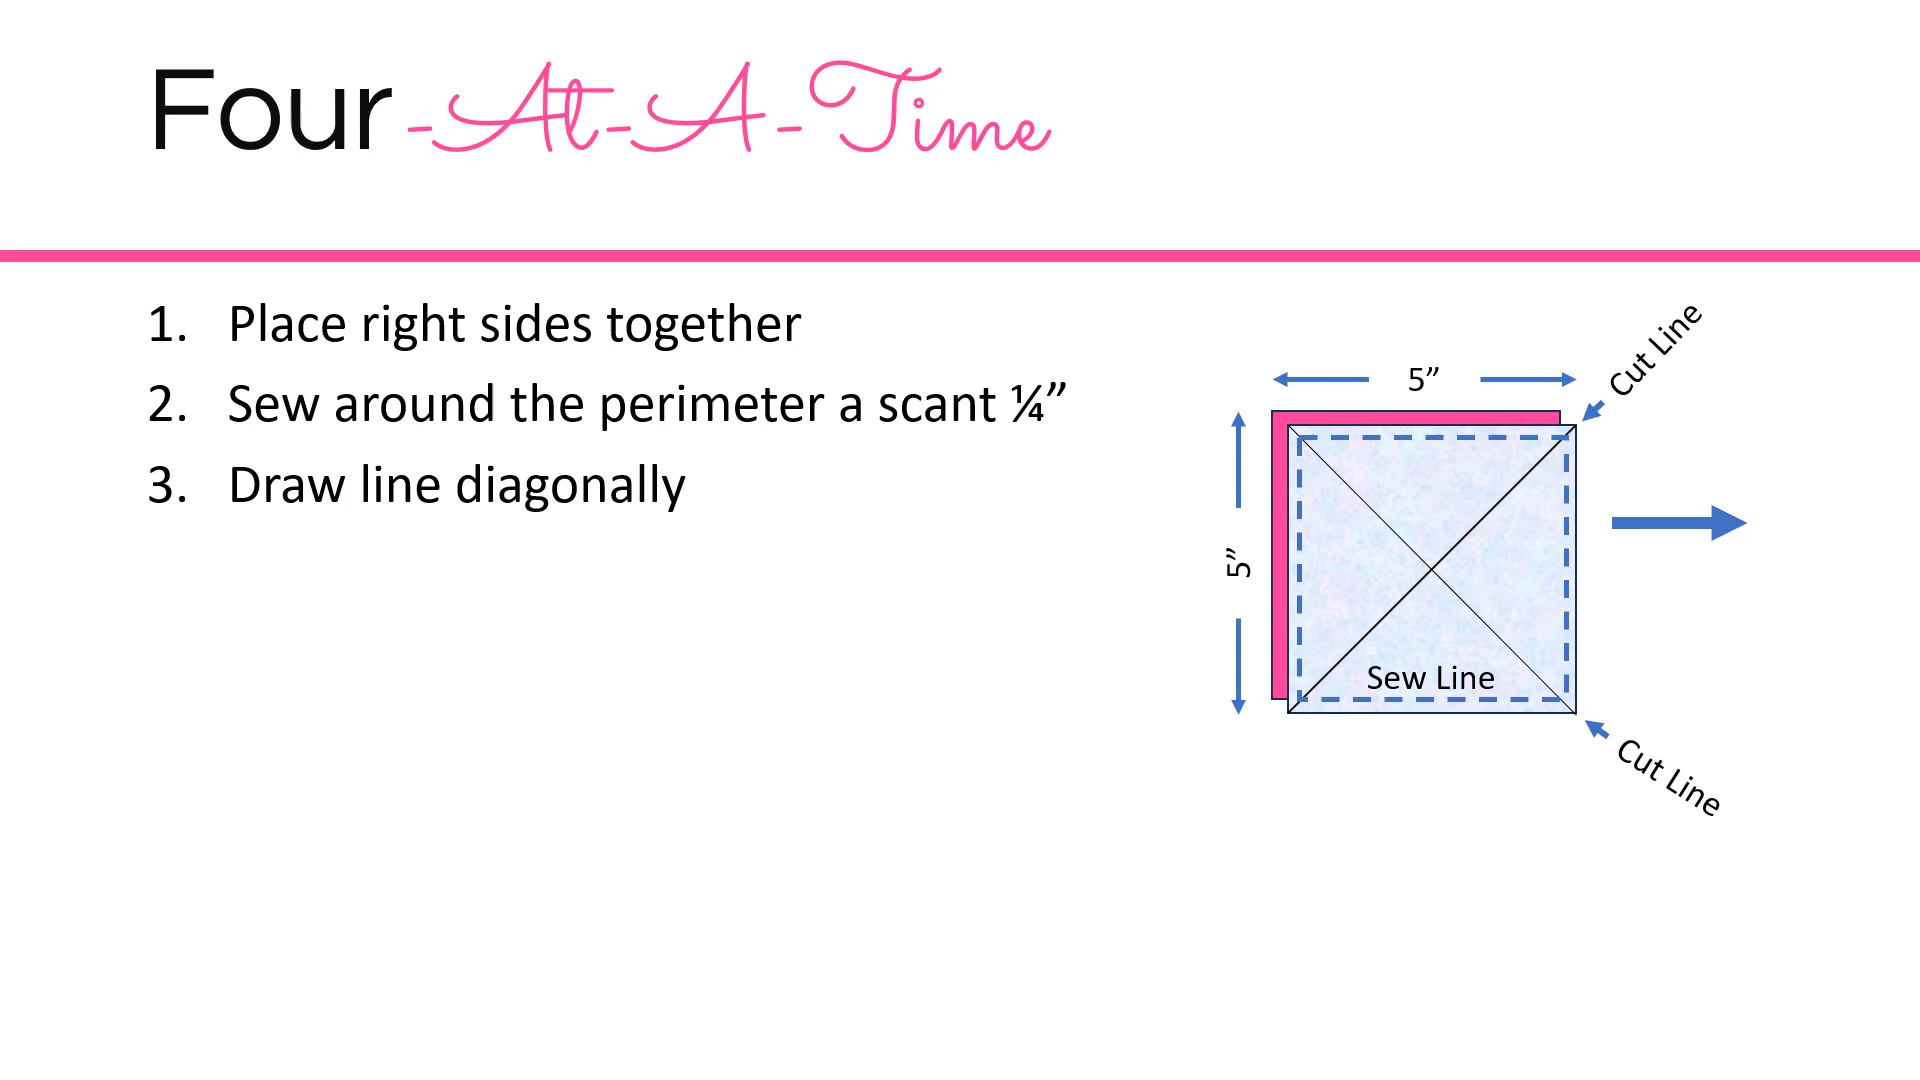 Four -At-A-Time
1. Place right sides together
2. Sew around the perimeter a scant ¼”
3. Draw line diagonally
Cut Line
5”
5”
Sew Line
Cut Line